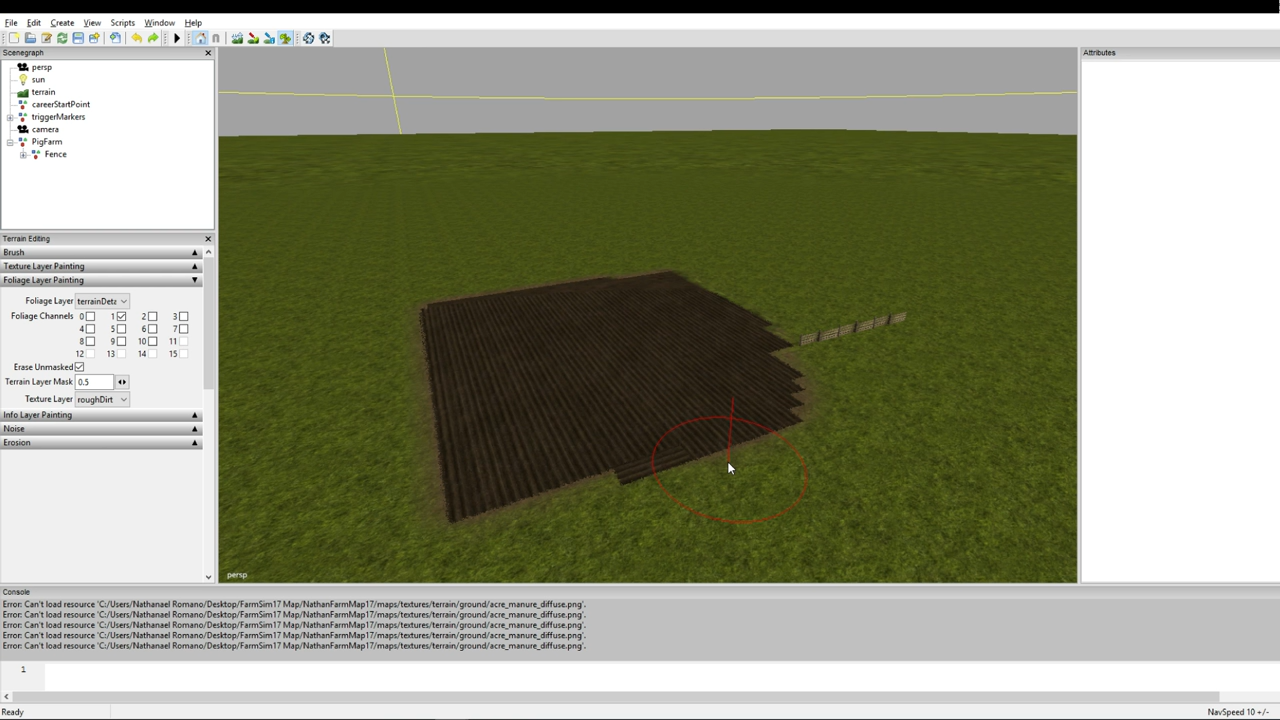 File Edit Create View Scripts Window Help
Scenegraph
Attributes
persp
sun
terrain
careerStartPoint
triggerMarkers
camera
PigFarm
Fence
Terrain Editing
Brush
Texture Layer Painting
Foliage Layer Painting
Foliage Layer terrainDeta
Foliage Channels 0 1 2 3
4 5 6 7
8 9 10 11
12 13 14 15
Erase Unmasked
Terrain Layer Mask 0.5
Texture Layer roughDirt
Info Layer Painting
Noise
Erosion
persp
Console
Error: Can't load resource 'C:/Users/Nathanael Romano/Desktop/FarmSim17 Map/NathanFarmMap17/maps/textures/terrain/ground/acre_manure_diffuse.png'.
Error: Can't load resource 'C:/Users/Nathanael Romano/Desktop/FarmSim17 Map/NathanFarmMap17/maps/textures/terrain/ground/acre_manure_diffuse.png'.
Error: Can't load resource 'C:/Users/Nathanael Romano/Desktop/FarmSim17 Map/NathanFarmMap17/maps/textures/terrain/ground/acre_manure_diffuse.png'.
Error: Can't load resource 'C:/Users/Nathanael Romano/Desktop/FarmSim17 Map/NathanFarmMap17/maps/textures/terrain/ground/acre_manure_diffuse.png'.
Error: Can't load resource 'C:/Users/Nathanael Romano/Desktop/FarmSim17 Map/NathanFarmMap17/maps/textures/terrain/ground/acre_manure_diffuse.png'.
1
Ready
NavSpeed 10 +/-